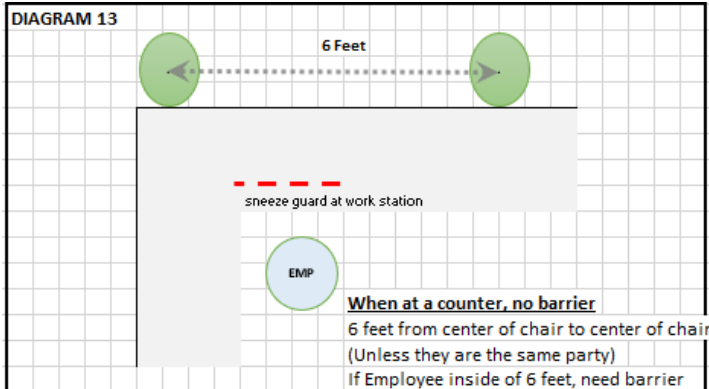 DIAGRAM 13
6 Feet
sneeze guard at work station
EMP
When at a counter, no barrier
6 feet from center of chair to center of chair
(Unless they are the same party)
If Employee inside of 6 feet, need barrier